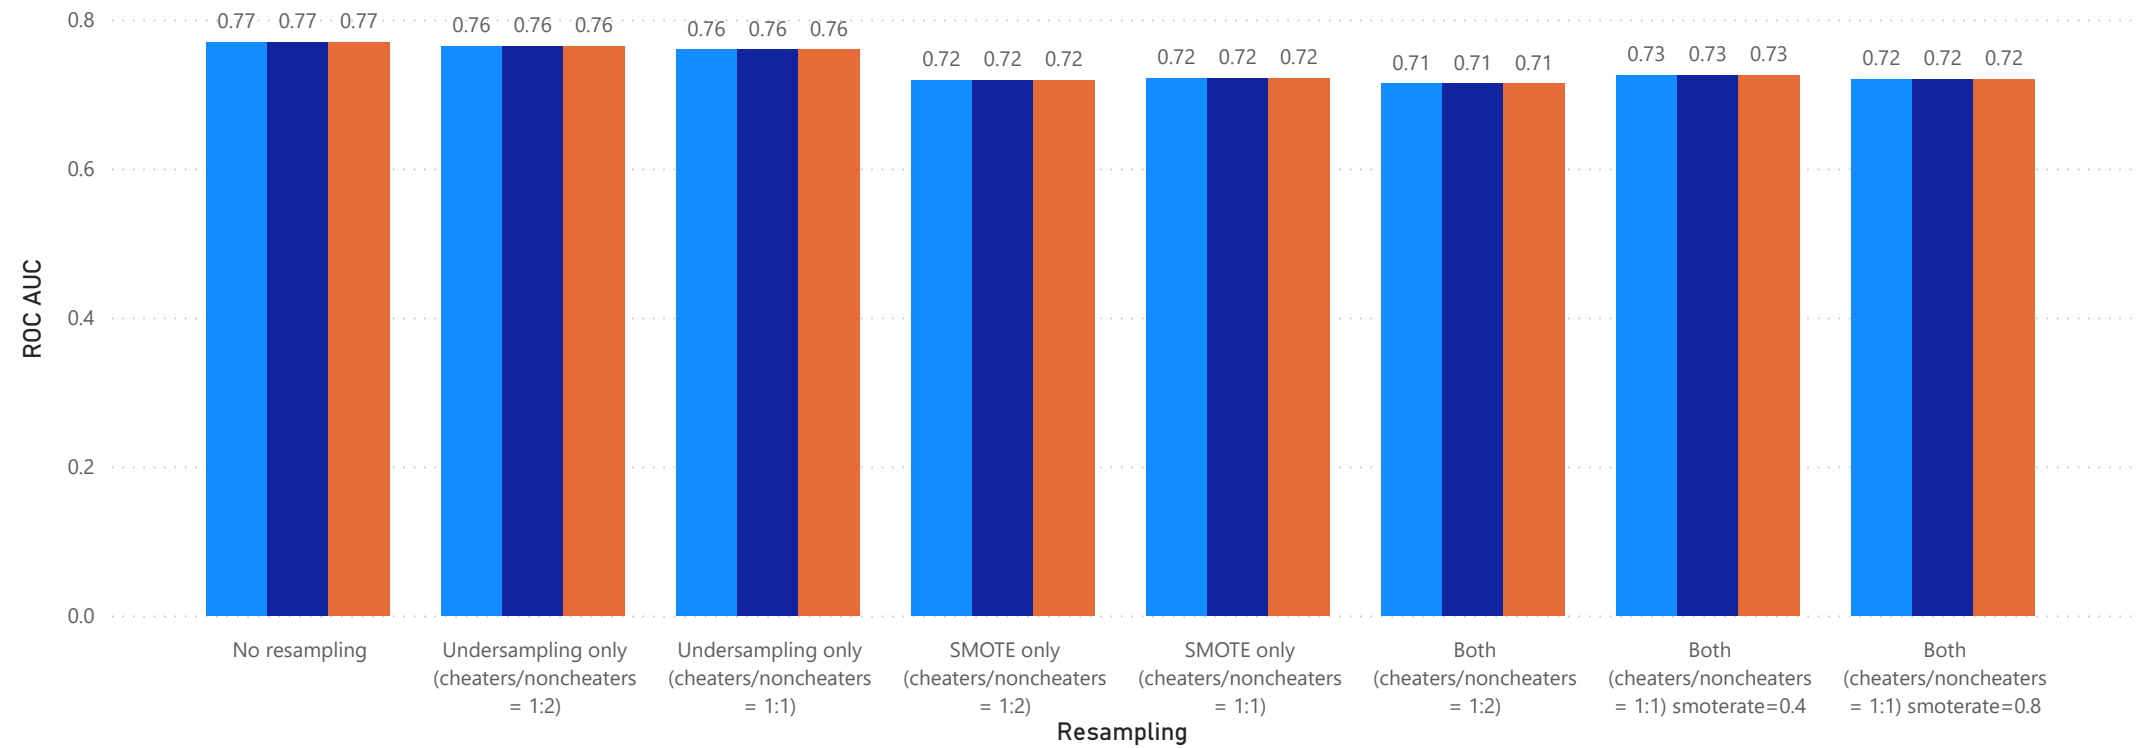 0.8
0.6
0.4
0.2
0.0
ROC AUC
0.77 0.77 0.77
0.76 0.76 0.76
0.76 0.76 0.76
0.72 0.72 0.72
0.72 0.72 0.72
0.71 0.71 0.71
0.73 0.73 0.73
0.72 0.72 0.72
No resampling
Undersampling only
(cheaters/noncheaters
= 1:2)
Undersampling only
(cheaters/noncheaters
= 1:1)
SMOTE only
(cheaters/noncheaters
= 1:2)
SMOTE only
(cheaters/noncheaters
= 1:1)
Both
(cheaters/noncheaters
= 1:2)
Both
(cheaters/noncheaters
= 1:1) smoterate=0.4
Both
(cheaters/noncheaters
= 1:1) smoterate=0.8
Resampling